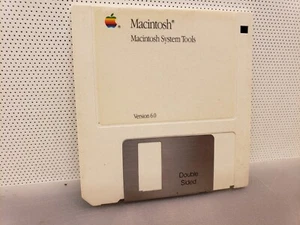 Macintosh®
Macintosh System Tools
Version 6.0
Double
Sided